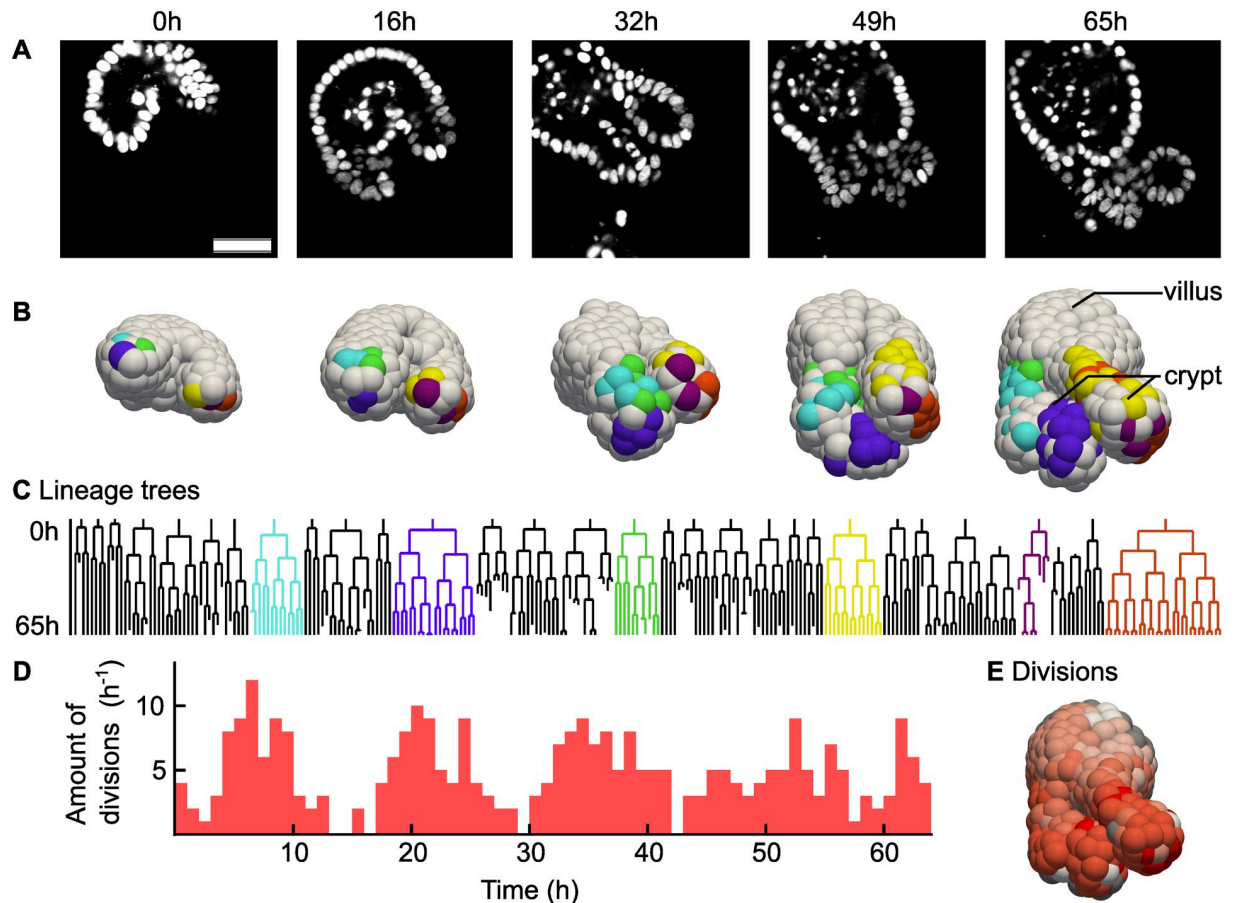 0h 16h 32h 49h 65h
A
B
villus
crypt
C Lineage trees
0h
65h
D
E Divisions
Amount of
divisions (h⁻¹)
10
5
10 20 30 40 50 60
Time (h)